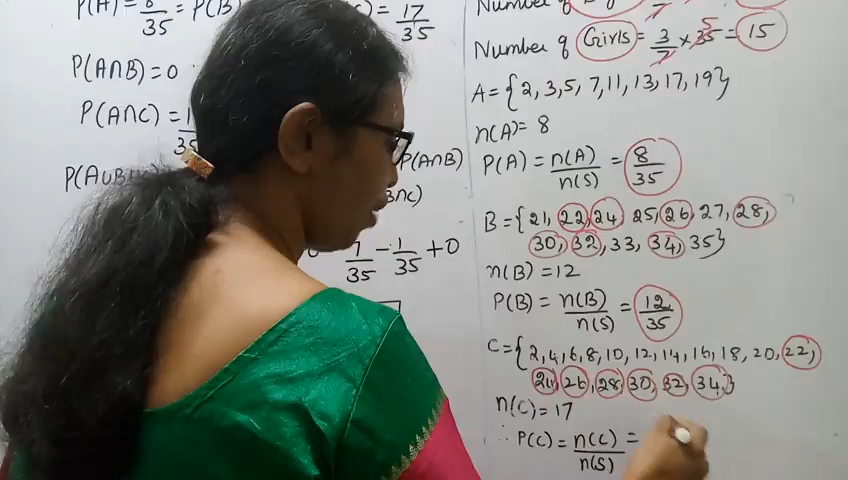 P(A) = 8/35 = P(B) = 17/35
P(A∩B) = 0
P(A∩C) = 1/35
P(A∪B∪ P(A∩B)
∩C)
7/35 - 1/35 + 0
Number of
Number of Girls = 3/7 × 35 5 = 15
A = {2, 3, 5, 7, 11, 13, 17, 19}
n(A) = 8
P(A) = n(A)/n(S) = 8/35
B = {21, 22, 24, 25, 26, 27, 28,
30, 32, 33, 34, 35}
n(B) = 12
P(B) = n(B)/n(S) = 12/35
C = {2, 4, 6, 8, 10, 12, 14, 16, 18, 20, 22,
24, 26, 28, 30, 32, 34,}
n(C) = 17
∴ P(C) = n(C)/n(S) =